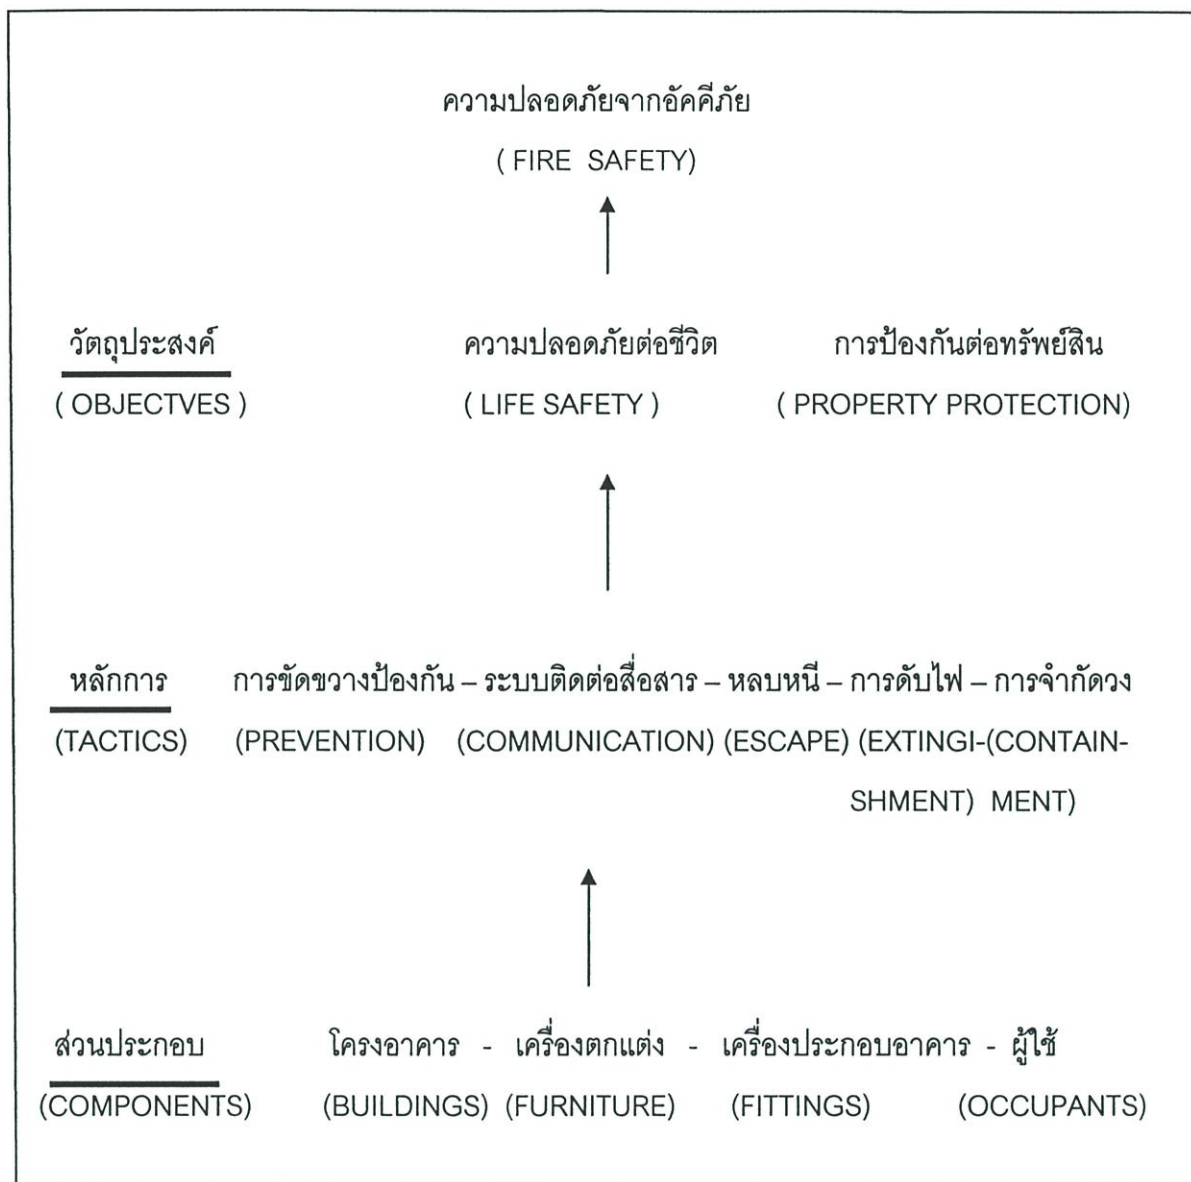 ความปลอดภัยจากอัคคีภัย
( FIRE SAFETY)
วัตถุประสงค์ ความปลอดภัยต่อชีวิต การป้องกันต่อทรัพย์สิน
( OBJECTVES ) ( LIFE SAFETY ) ( PROPERTY PROTECTION)
หลักการ การขัดขวางป้องกัน – ระบบติดต่อสื่อสาร – หลบหนี – การดับไฟ – การจำกัดวง
(TACTICS) (PREVENTION) (COMMUNICATION) (ESCAPE) (EXTINGI-(CONTAIN-
SHMENT) MENT)
ส่วนประกอบ โครงอาคาร - เครื่องตกแต่ง - เครื่องประกอบอาคาร - ผู้ใช้
(COMPONENTS) (BUILDINGS) (FURNITURE) (FITTINGS) (OCCUPANTS)